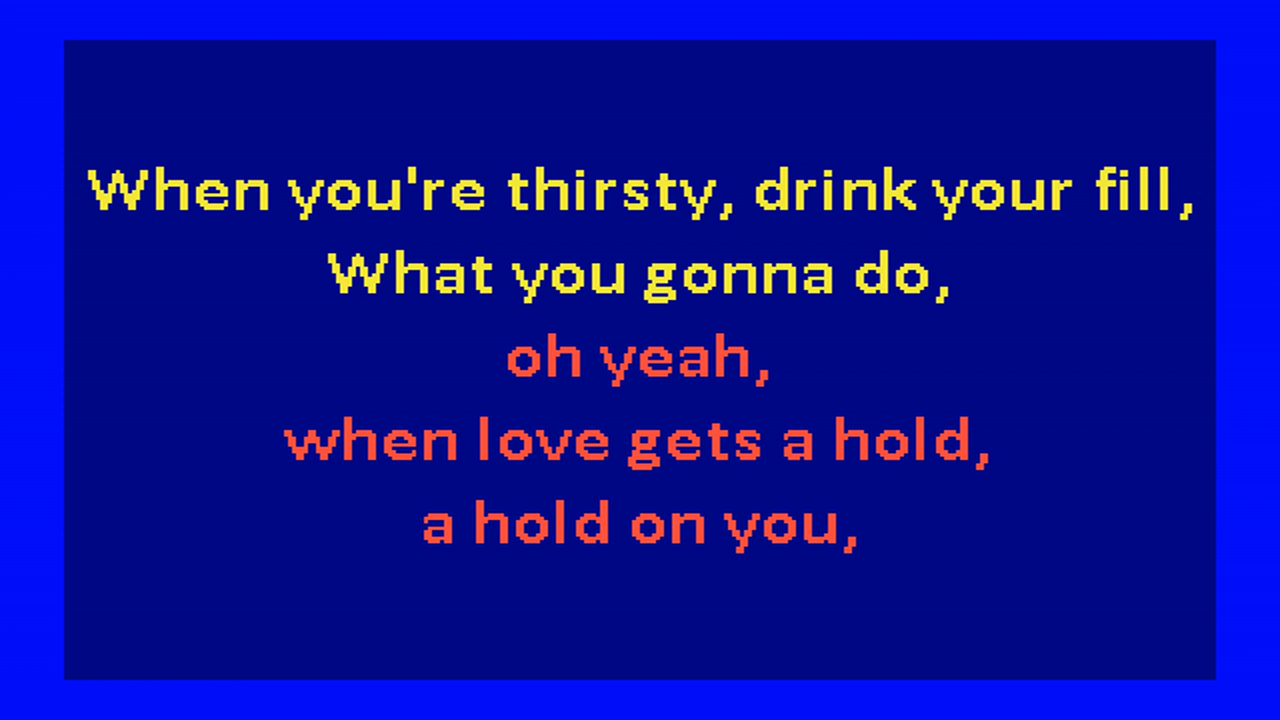 When you're thirsty, drink your fill,
What you gonna do,
oh yeah,
when love gets a hold,
a hold on you,